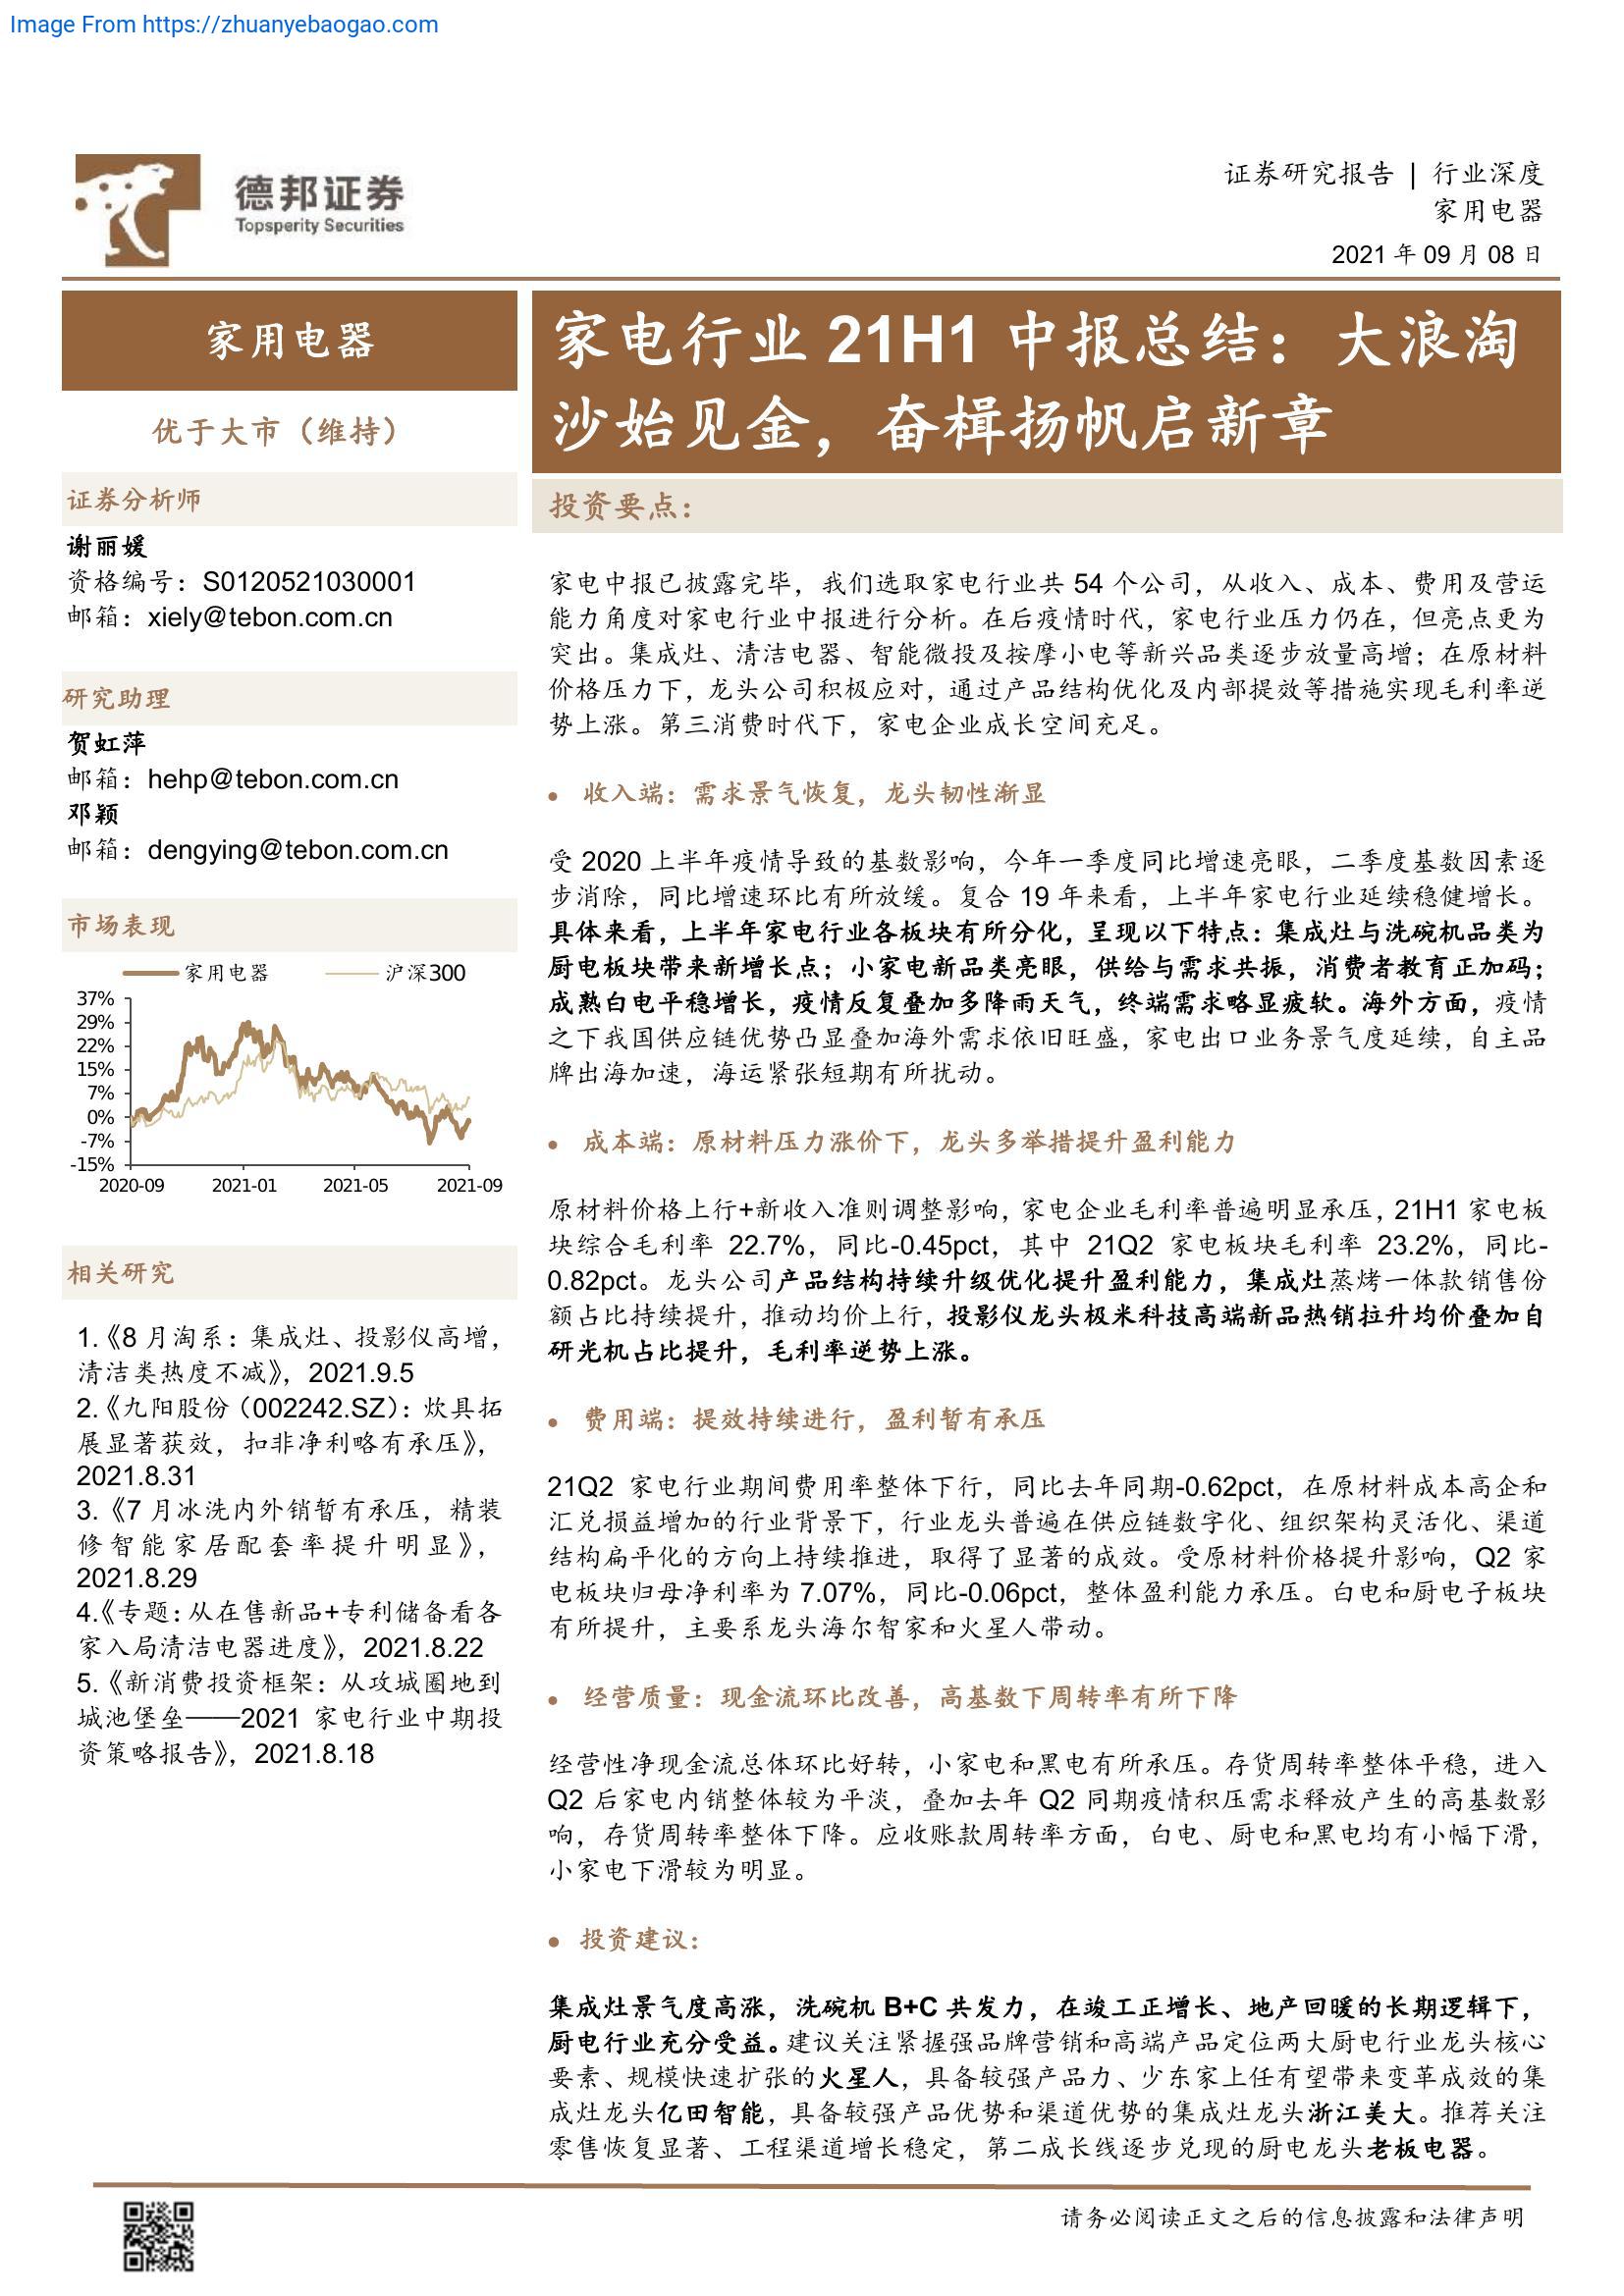 Image From https://zhuanyebaogao.com
德邦证券
Topsperity Securities
证券研究报告 | 行业深度
家用电器
2021 年 09 月 08 日
家用电器
优于大市（维持）
证券分析师
谢丽媛
资格编号：S0120521030001
邮箱：xiely@tebon.com.cn
研究助理
贺虹萍
邮箱：hehp@tebon.com.cn
邓颖
邮箱：dengying@tebon.com.cn
市场表现
家用电器 沪深300
37%
29%
22%
15%
7%
0%
-7%
-15%
2020-09 2021-01 2021-05 2021-09
相关研究
1.《8 月淘系：集成灶、投影仪高增，
清洁类热度不减》，2021.9.5
2.《九阳股份（002242.SZ）：炊具拓
展显著获效，扣非净利略有承压》，
2021.8.31
3.《7 月冰洗内外销暂有承压，精装
修智能家居配套率提升明显》，
2021.8.29
4.《专题：从在售新品+专利储备看各
家入局清洁电器进度》，2021.8.22
5.《新消费投资框架：从攻城圈地到
城池堡垒——2021 家电行业中期投
资策略报告》，2021.8.18
家电行业 21H1 中报总结：大浪淘
沙始见金，奋楫扬帆启新章
投资要点：
家电中报已披露完毕，我们选取家电行业共 54 个公司，从收入、成本、费用及营运
能力角度对家电行业中报进行分析。在后疫情时代，家电行业压力仍在，但亮点更为
突出。集成灶、清洁电器、智能微投及按摩小电等新兴品类逐步放量高增；在原材料
价格压力下，龙头公司积极应对，通过产品结构优化及内部提效等措施实现毛利率逆
势上涨。第三消费时代下，家电企业成长空间充足。
● 收入端：需求景气恢复，龙头韧性渐显
受 2020 上半年疫情导致的基数影响，今年一季度同比增速亮眼，二季度基数因素逐
步消除，同比增速环比有所放缓。复合 19 年来看，上半年家电行业延续稳健增长。
具体来看，上半年家电行业各板块有所分化，呈现以下特点：集成灶与洗碗机品类为
厨电板块带来新增长点；小家电新品类亮眼，供给与需求共振，消费者教育正加码；
成熟白电平稳增长，疫情反复叠加多降雨天气，终端需求略显疲软。海外方面，疫情
之下我国供应链优势凸显叠加海外需求依旧旺盛，家电出口业务景气度延续，自主品
牌出海加速，海运紧张短期有所扰动。
● 成本端：原材料压力涨价下，龙头多举措提升盈利能力
原材料价格上行+新收入准则调整影响，家电企业毛利率普遍明显承压，21H1 家电板
块综合毛利率 22.7%，同比-0.45pct，其中 21Q2 家电板块毛利率 23.2%，同比-
0.82pct。龙头公司产品结构持续升级优化提升盈利能力，集成灶蒸烤一体款销售份
额占比持续提升，推动均价上行，投影仪龙头极米科技高端新品热销拉升均价叠加自
研光机占比提升，毛利率逆势上涨。
● 费用端：提效持续进行，盈利暂有承压
21Q2 家电行业期间费用率整体下行，同比去年同期-0.62pct，在原材料成本高企和
汇兑损益增加的行业背景下，行业龙头普遍在供应链数字化、组织架构灵活化、渠道
结构扁平化的方向上持续推进，取得了显著的成效。受原材料价格提升影响，Q2 家
电板块归母净利率为 7.07%，同比-0.06pct，整体盈利能力承压。白电和厨电子板块
有所提升，主要系龙头海尔智家和火星人带动。
● 经营质量：现金流环比改善，高基数下周转率有所下降
经营性净现金流总体环比好转，小家电和黑电有所承压。存货周转率整体平稳，进入
Q2 后家电内销整体较为平淡，叠加去年 Q2 同期疫情积压需求释放产生的高基数影
响，存货周转率整体下降。应收账款周转率方面，白电、厨电和黑电均有小幅下滑，
小家电下滑较为明显。
● 投资建议：
集成灶景气度高涨，洗碗机 B+C 共发力，在竣工正增长、地产回暖的长期逻辑下，
厨电行业充分受益。建议关注紧握强品牌营销和高端产品定位两大厨电行业龙头核心
要素、规模快速扩张的火星人，具备较强产品力、少东家上任有望带来变革成效的集
成灶龙头亿田智能，具备较强产品优势和渠道优势的集成灶龙头浙江美大。推荐关注
零售恢复显著、工程渠道增长稳定，第二成长线逐步兑现的厨电龙头老板电器。
请务必阅读正文之后的信息披露和法律声明